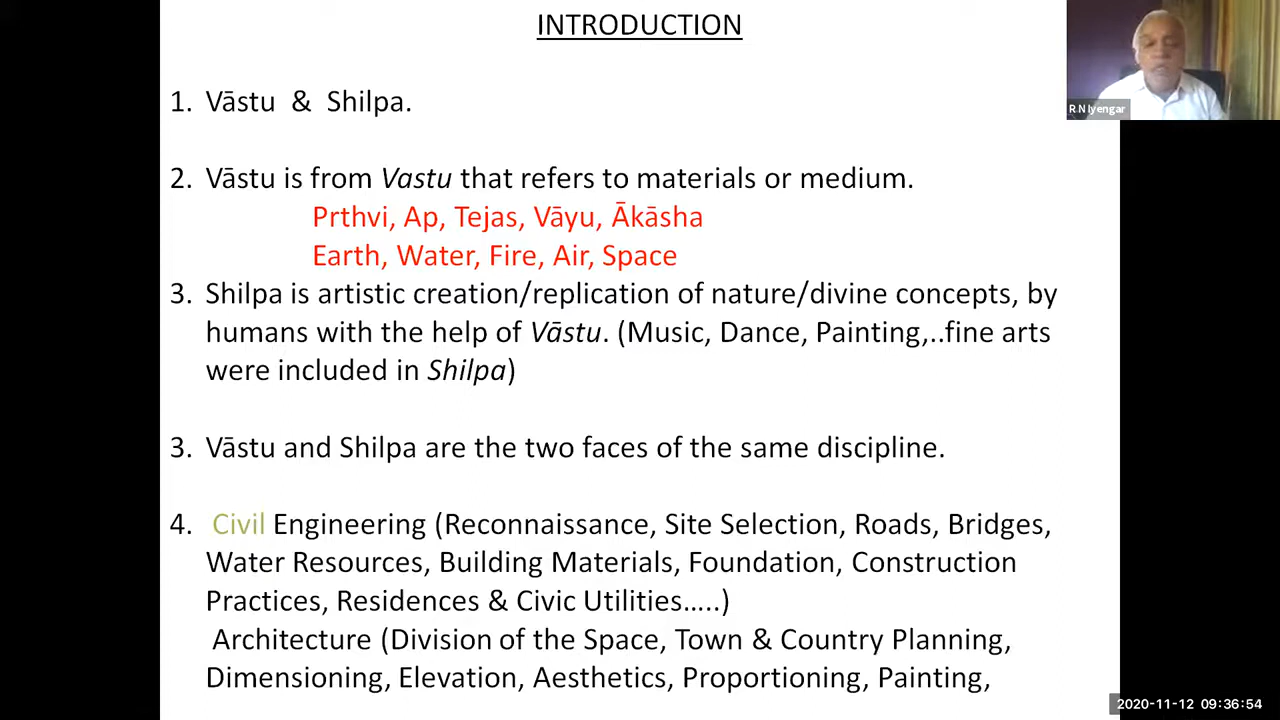 INTRODUCTION
R N Iyengar
1. Vāstu & Shilpa.
2. Vāstu is from Vastu that refers to materials or medium.
Prthvi, Ap, Tejas, Vāyu, Ākāsha
Earth, Water, Fire, Air, Space
3. Shilpa is artistic creation/replication of nature/divine concepts, by
humans with the help of Vāstu. (Music, Dance, Painting,..fine arts
were included in Shilpa)
3. Vāstu and Shilpa are the two faces of the same discipline.
4. Civil Engineering (Reconnaissance, Site Selection, Roads, Bridges,
Water Resources, Building Materials, Foundation, Construction
Practices, Residences & Civic Utilities…..)
Architecture (Division of the Space, Town & Country Planning,
Dimensioning, Elevation, Aesthetics, Proportioning, Painting,
2020-11-12 09:36:54